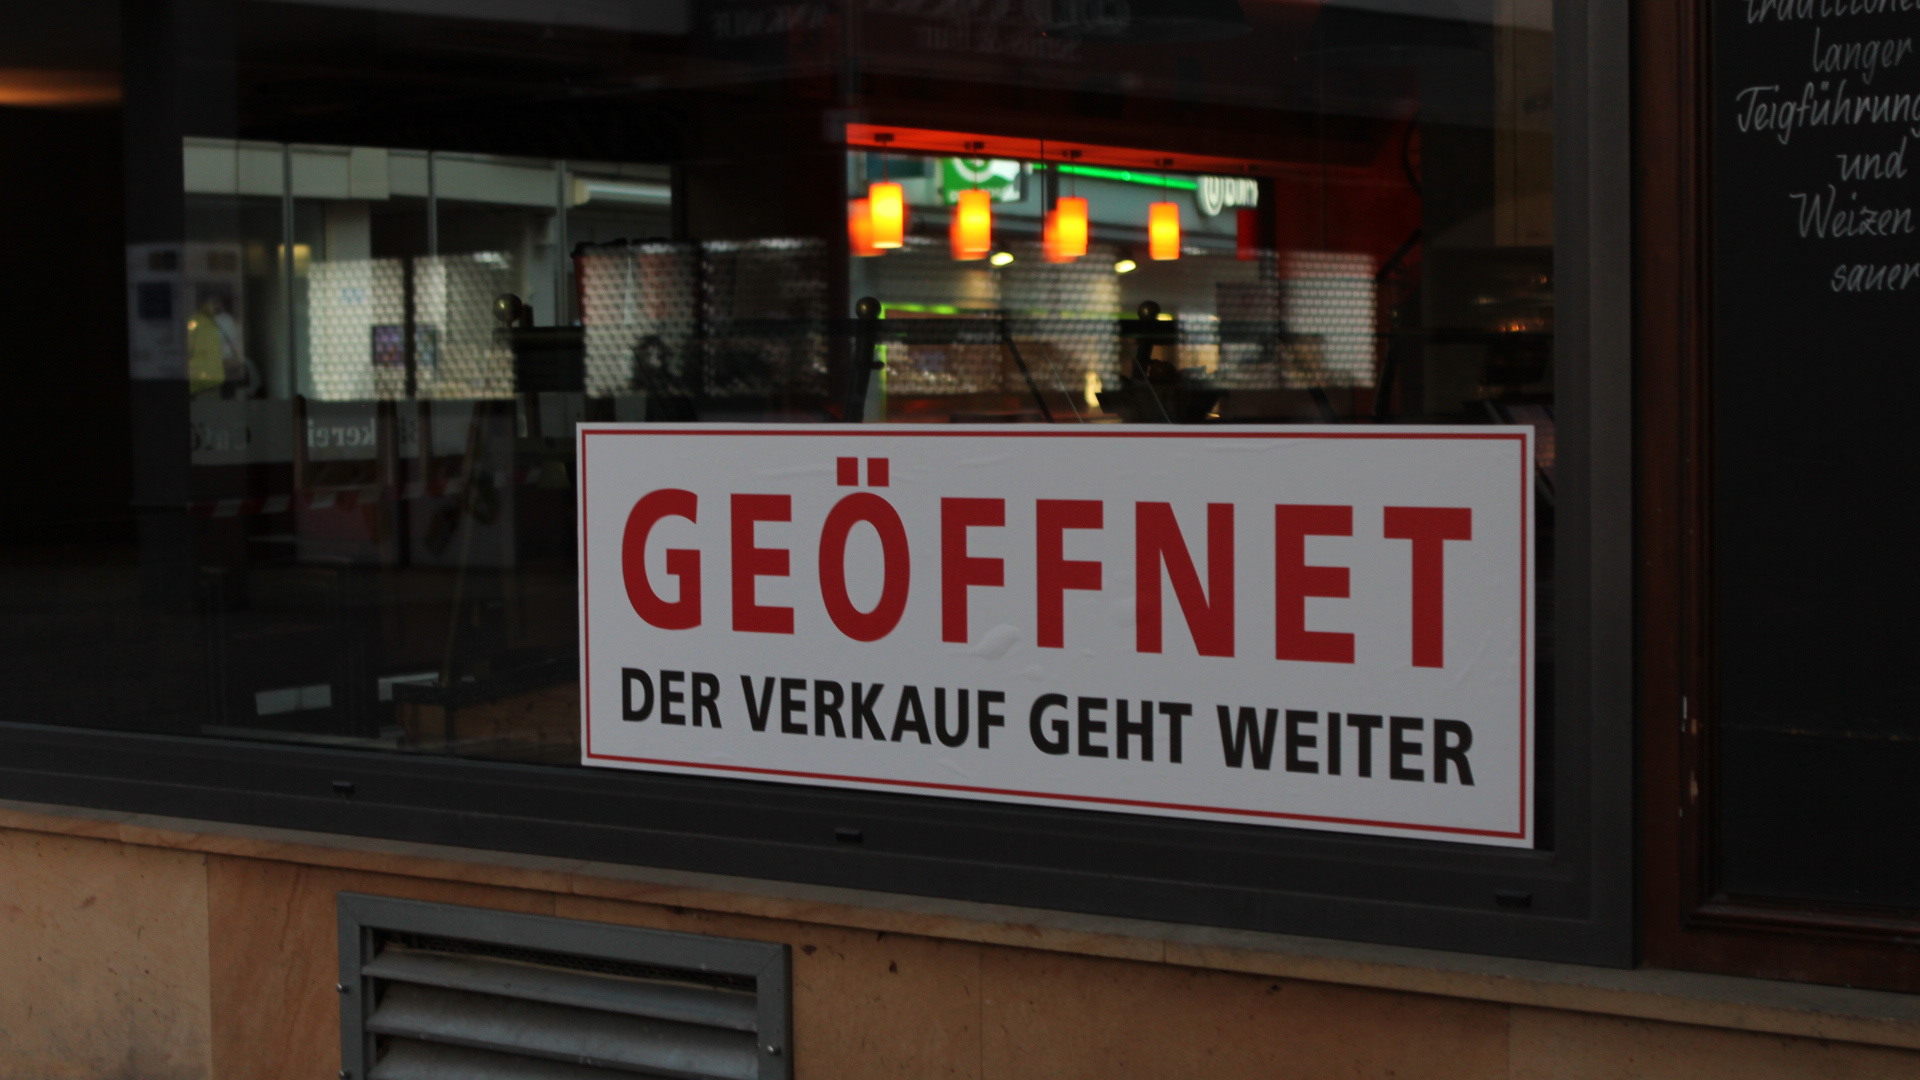 GEÖFFNET
DER VERKAUF GEHT WEITER
langer
Teigführung
und
Weizen
sauer